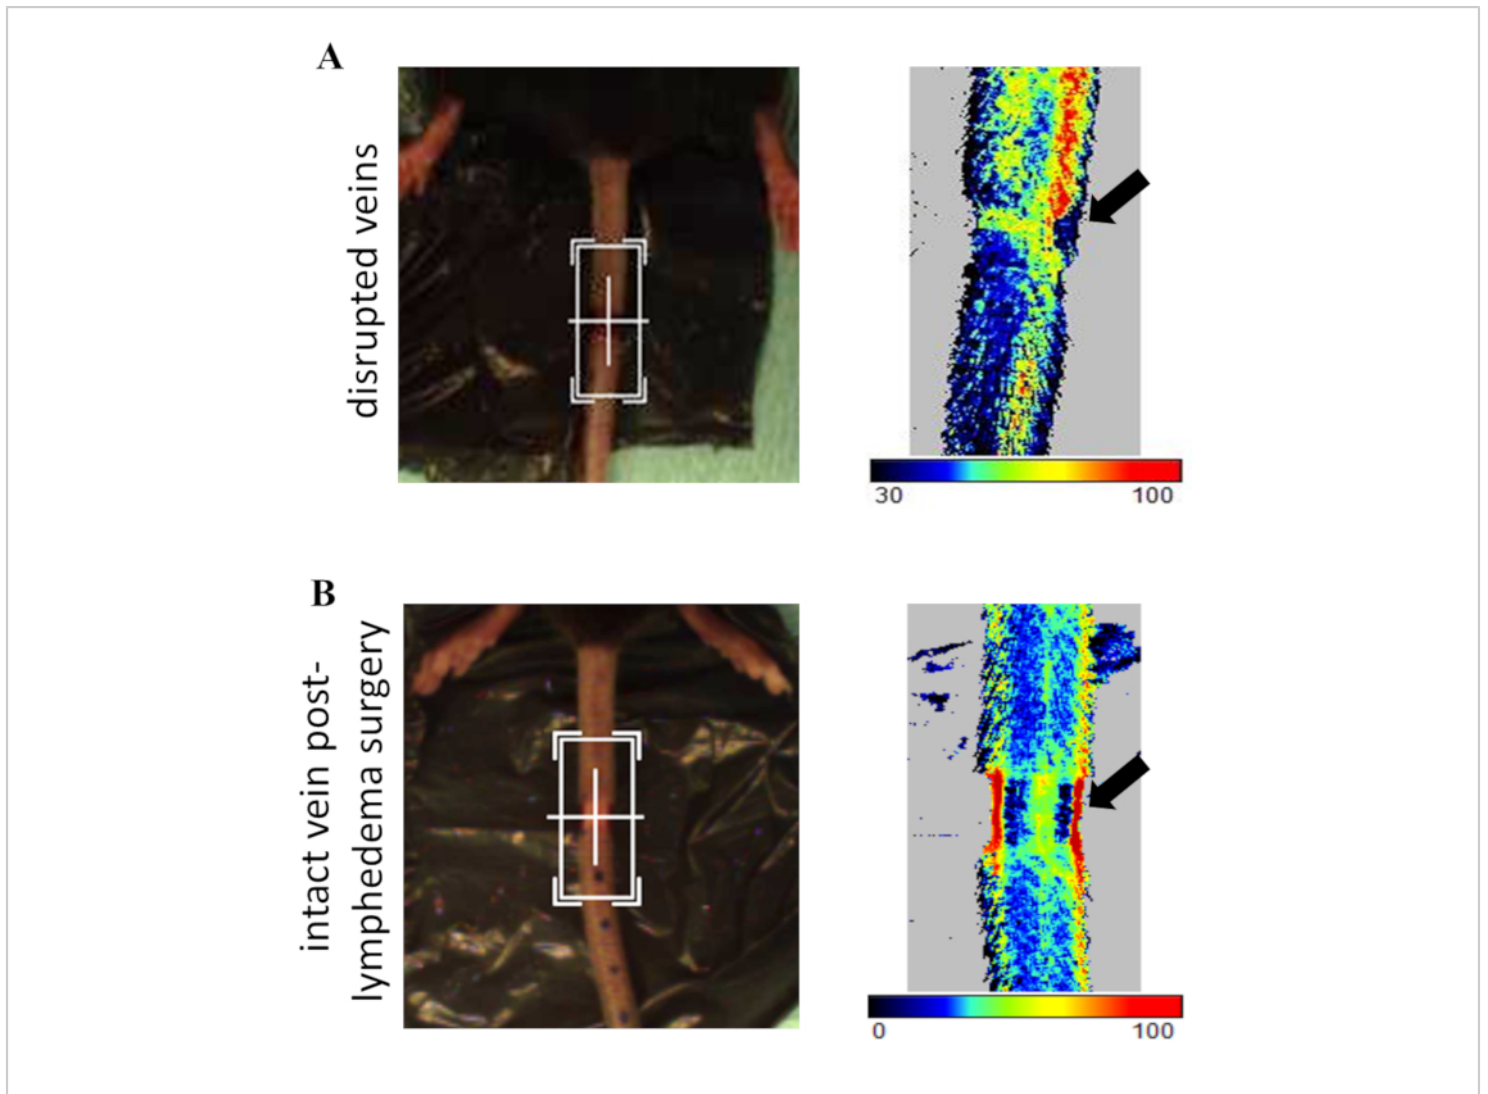 A
disrupted veins
30 100
B
intact vein post-
lymphedema surgery
0 100